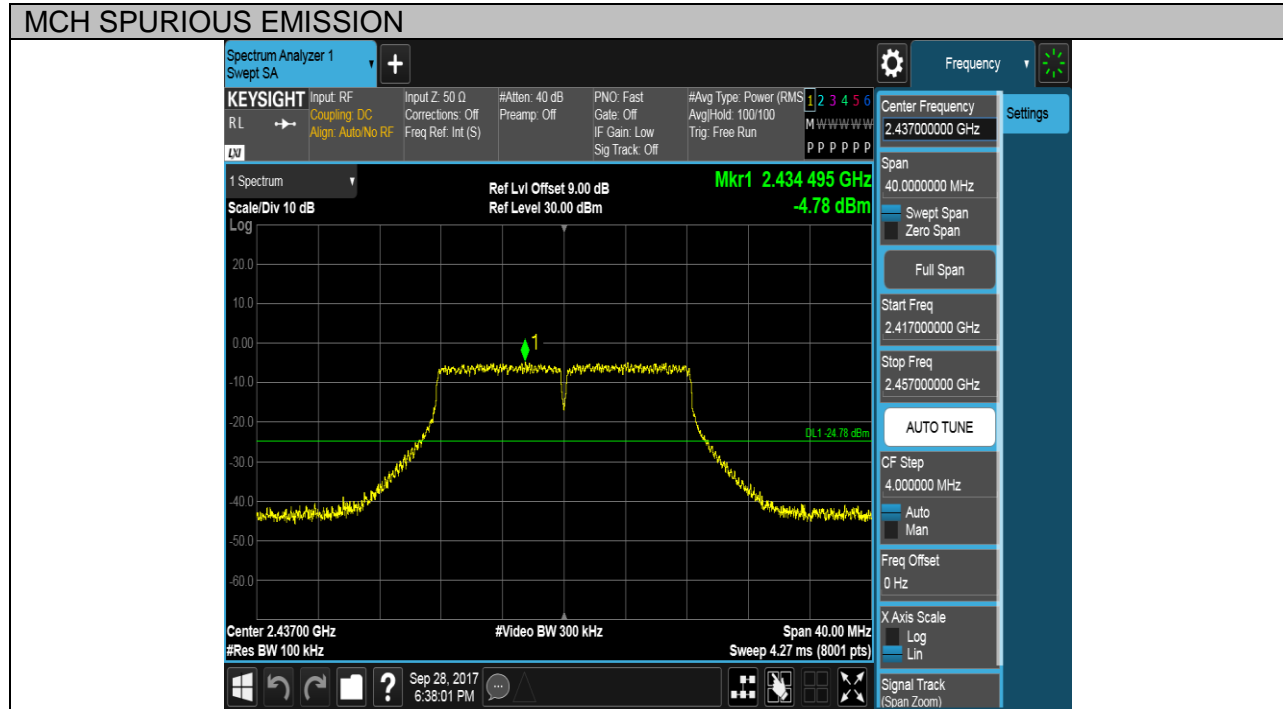 MCH SPURIOUS EMISSION
Spectrum Analyzer 1
Swept SA
+
Frequency
KEYSIGHT
RL
LXI
Input: RF
Coupling: DC
Align: Auto/No RF
Input Z: 50 Ω
Corrections: Off
Freq Ref: Int (S)
#Atten: 40 dB
Preamp: Off
PNO: Fast
Gate: Off
IF Gain: Low
Sig Track: Off
#Avg Type: Power (RMS
Avg|Hold: 100/100
Trig: Free Run
1 2 3 4 5 6
M W W W W W
P P P P P P
1 Spectrum
Scale/Div 10 dB
Log
Ref Lvl Offset 9.00 dB
Ref Level 30.00 dBm
Mkr1 2.434 495 GHz
-4.78 dBm
20.0
10.0
0.00
-10.0
-20.0
-30.0
-40.0
-50.0
-60.0
1
DL1 -24.78 dBm
Center 2.43700 GHz
#Res BW 100 kHz
#Video BW 300 kHz
Span 40.00 MHz
Sweep 4.27 ms (8001 pts)
?
Sep 28, 2017
6:38:01 PM
Center Frequency
2.437000000 GHz
Span
40.0000000 MHz
Swept Span
Zero Span
Full Span
Start Freq
2.417000000 GHz
Stop Freq
2.457000000 GHz
AUTO TUNE
CF Step
4.000000 MHz
Auto
Man
Freq Offset
0 Hz
X Axis Scale
Log
Lin
Signal Track
(Span Zoom)
Settings